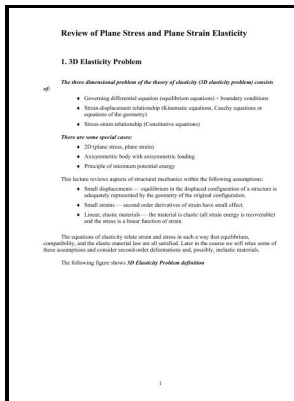 Review of Plane Stress and Plane Strain Elasticity
1. 3D Elasticity Problem
The three dimensional problem of the theory of elasticity (3D elasticity problem) consists
of:
♦ Governing differential equation (equilibrium equations) + boundary conditions
♦ Strain-displacement relationship (Kinematic equations, Cauchy equations or
equations of the geometry)
♦ Stress-strain relationship (Constitutive equations)
There are some special cases:
♦ 2D (plane stress, plane strain)
♦ Axisymmetric body with axisymmetric loading
♦ Principle of minimum potential energy
This lecture reviews aspects of structural mechanics within the following assumptions:
♦ Small displacements — equilibrium in the displaced configuration of a structure is
adequately represented by the geometry of the original configuration.
♦ Small strains — second order derivatives of strain have small effect.
♦ Linear, elastic materials — the material is elastic (all strain energy is recoverable)
and the stress is a linear function of strain.
The equations of elasticity relate strain and stress in such a way that equilibrium,
compatibility, and the elastic material law are all satisfied. Later in the course we will relax some of
these assumptions and consider second-order deformations and, possibly, inelastic materials.
The following figure shows 3D Elasticity Problem definition
1